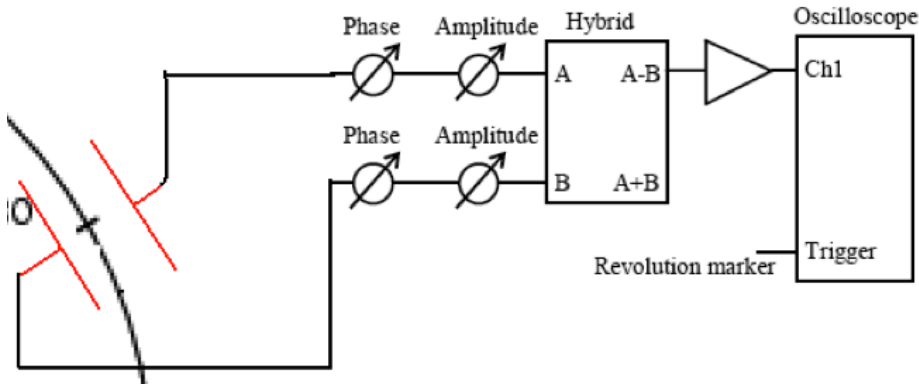 Oscilloscope
Hybrid
Phase Amplitude
A A-B Ch1
Phase Amplitude
B A+B
Revolution marker Trigger